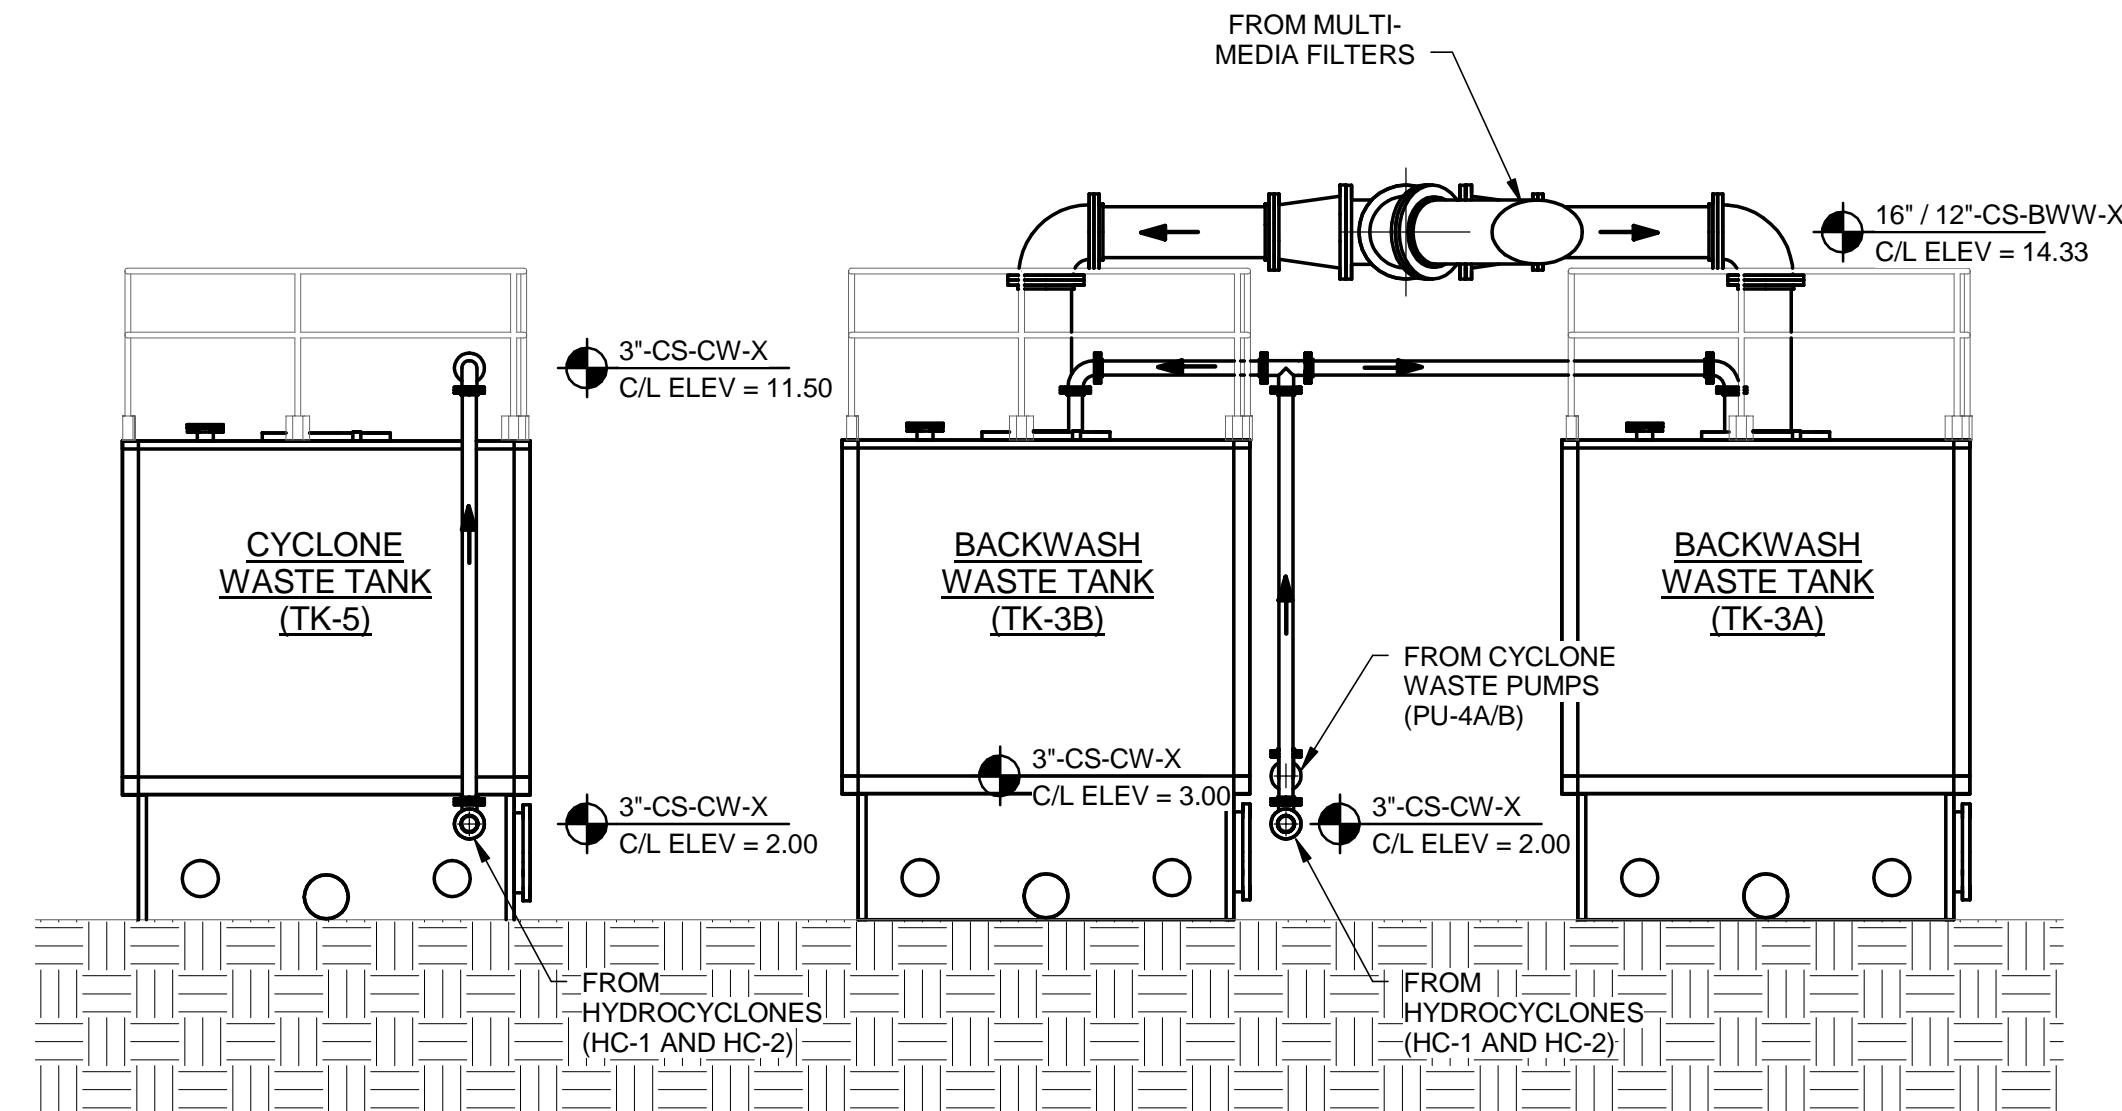 FROM MULTI-
MEDIA FILTERS
16" / 12"-CS-BWW-X
C/L ELEV = 14.33
3"-CS-CW-X
C/L ELEV = 11.50
CYCLONE
WASTE TANK
(TK-5)
BACKWASH
WASTE TANK
(TK-3B)
BACKWASH
WASTE TANK
(TK-3A)
FROM CYCLONE
WASTE PUMPS
(PU-4A/B)
3"-CS-CW-X
C/L ELEV = 3.00
3"-CS-CW-X
C/L ELEV = 2.00
3"-CS-CW-X
C/L ELEV = 2.00
FROM
HYDROCYCLONES
(HC-1 AND HC-2)
FROM
HYDROCYCLONES
(HC-1 AND HC-2)